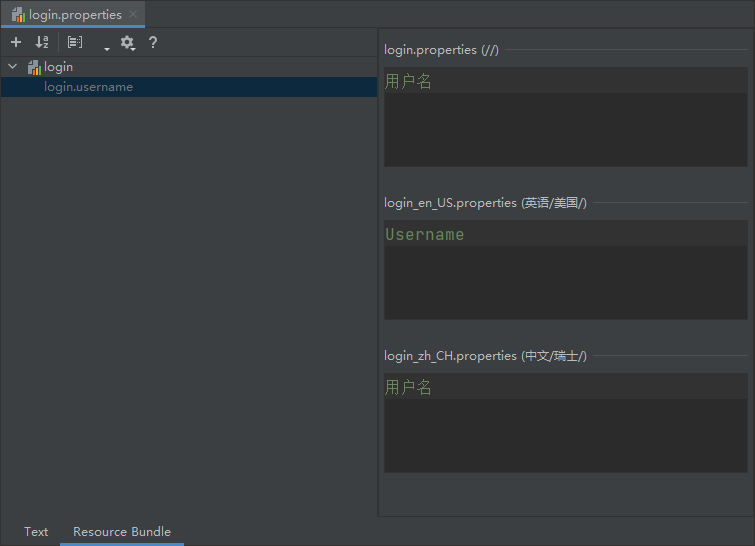 login.properties
login
login.username
login.properties (//)
用户名
login_en_US.properties (英语/美国/)
Username
login_zh_CH.properties (中文/瑞士/)
用户名
Text
Resource Bundle